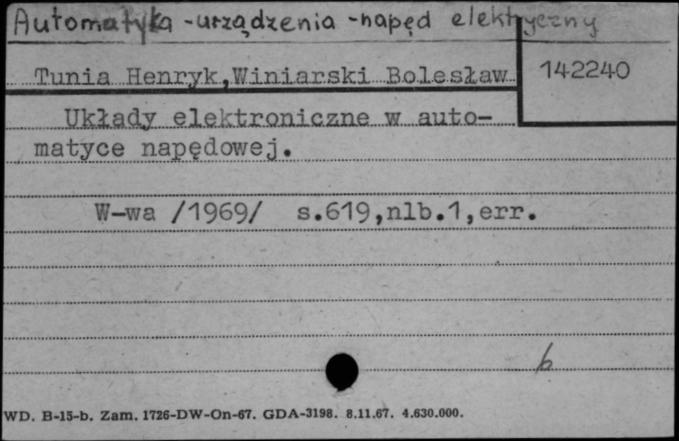 Automatyka - urządzenia - napęd elektryczny
Tunia Henryk, Winiarski Bolesław
142240
Układy elektroniczne w auto-
matyce napędowej.
W-wa /1969/ s.619,nlb.1,err.
b
WD. B-15-b. Zam. 1726-DW-On-67. GDA-3198. 8.11.67. 4.630.000.